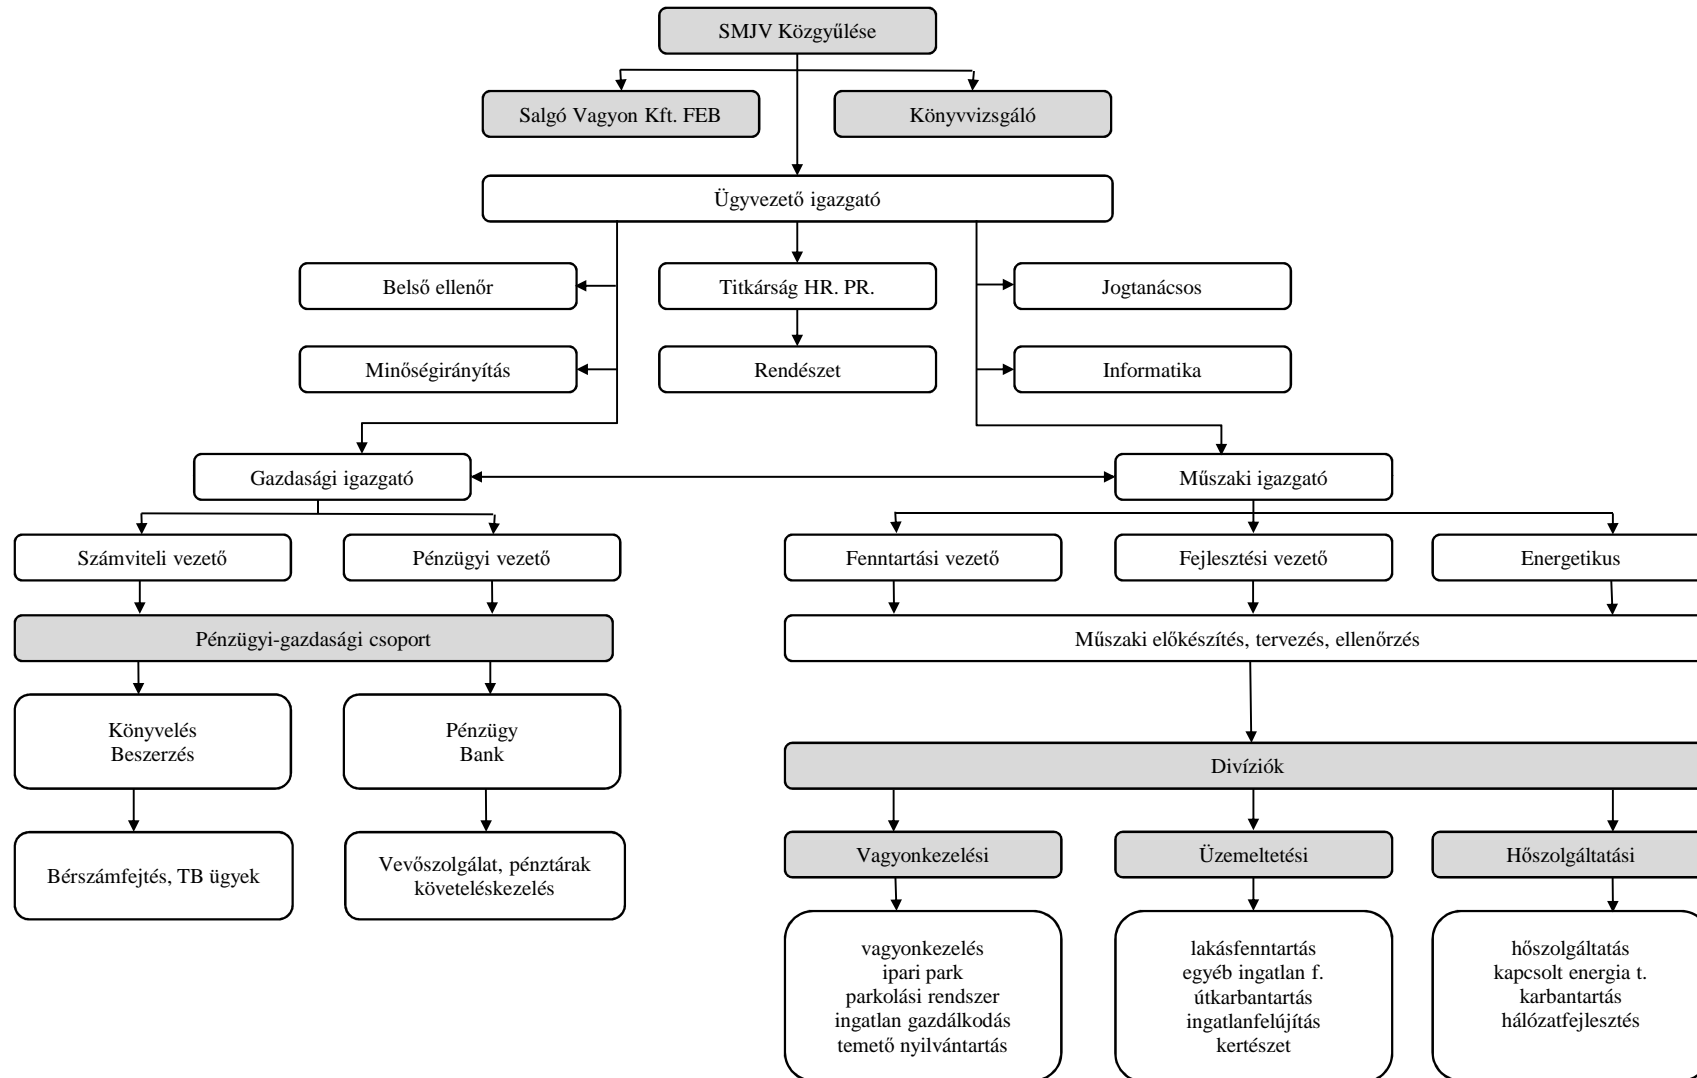 SMJV Közgyűlése
Salgó Vagyon Kft. FEB
Könyvvizsgáló
Ügyvezető igazgató
Belső ellenőr
Titkárság HR. PR.
Jogtanácsos
Minőségirányítás
Rendészet
Informatika
Gazdasági igazgató
Műszaki igazgató
Számviteli vezető
Pénzügyi vezető
Fenntartási vezető
Fejlesztési vezető
Energetikus
Pénzügyi-gazdasági csoport
Műszaki előkészítés, tervezés, ellenőrzés
Könyvelés
Beszerzés
Pénzügy
Bank
Divíziók
Bérszámfejtés, TB ügyek
Vevőszolgálat, pénztárak
követeléskezelés
Vagyonkezelési
Üzemeltetési
Hőszolgáltatási
vagyonkezelés
ipari park
parkolási rendszer
ingatlan gazdálkodás
temető nyilvántartás
lakásfenntartás
egyéb ingatlan f.
útkarbantartás
ingatlanfelújítás
kertészet
hőszolgáltatás
kapcsolt energia t.
karbantartás
hálózatfejlesztés